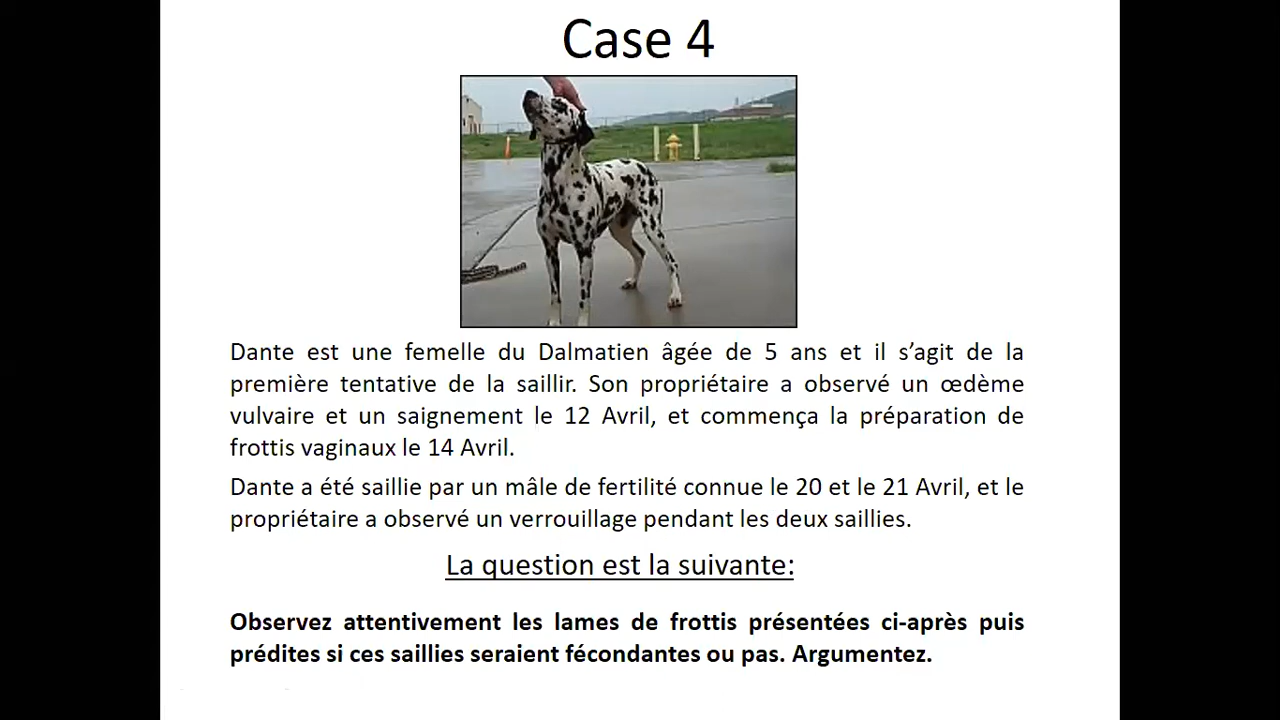 Case 4
Dante est une femelle du Dalmatien âgée de 5 ans et il s’agit de la
première tentative de la saillir. Son propriétaire a observé un œdème
vulvaire et un saignement le 12 Avril, et commença la préparation de
frottis vaginaux le 14 Avril.
Dante a été saillie par un mâle de fertilité connue le 20 et le 21 Avril, et le
propriétaire a observé un verrouillage pendant les deux saillies.
La question est la suivante:
Observez attentivement les lames de frottis présentées ci-après puis
prédites si ces saillies seraient fécondantes ou pas. Argumentez.